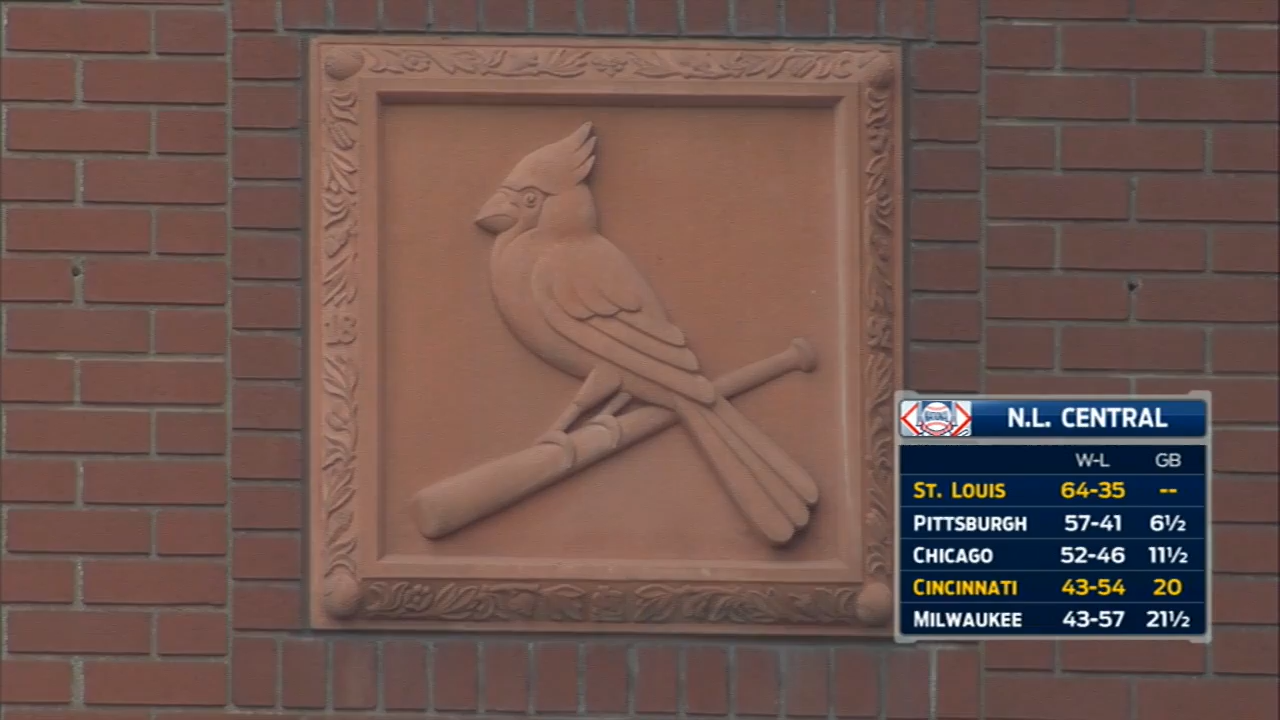 18
N.L. CENTRAL
W-L GB
ST. LOUIS 64-35 --
PITTSBURGH 57-41 6½
CHICAGO 52-46 11½
CINCINNATI 43-54 20
MILWAUKEE 43-57 21½